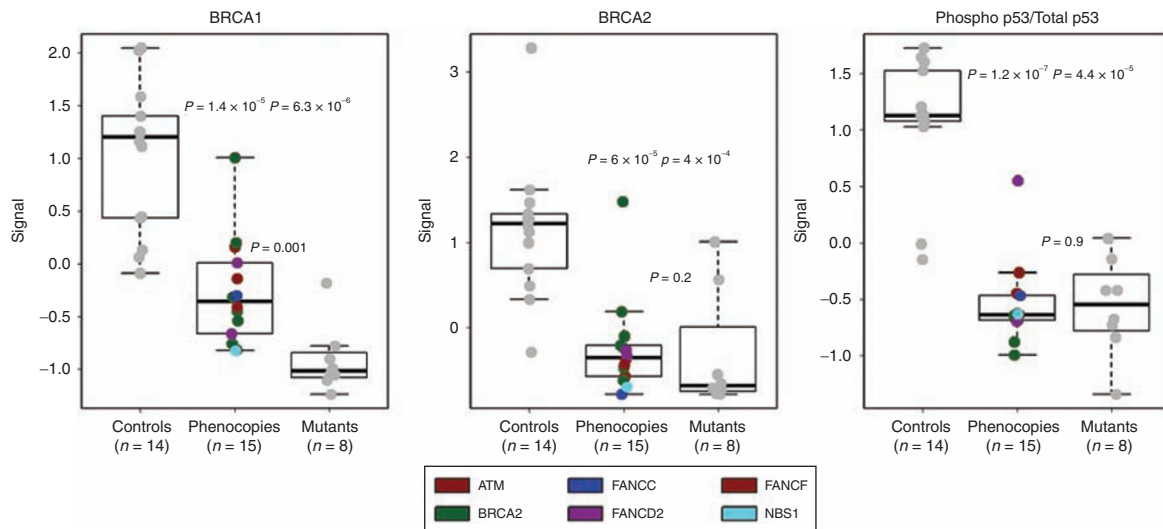 BRCA1
BRCA2
Phospho p53/Total p53
Signal
2.0
1.5
1.0
0.5
0.0
−0.5
−1.0
P = 1.4 × 10⁻⁵ P = 6.3 × 10⁻⁶
P = 0.001
Controls
(n = 14)
Phenocopies
(n = 15)
Mutants
(n = 8)
Signal
3
2
1
0
P = 6 × 10⁻⁵ p = 4 × 10⁻⁴
P = 0.2
Controls
(n = 14)
Phenocopies
(n = 15)
Mutants
(n = 8)
Signal
1.5
1.0
0.5
0.0
−0.5
−1.0
P = 1.2 × 10⁻⁷ P = 4.4 × 10⁻⁵
P = 0.9
Controls
(n = 14)
Phenocopies
(n = 15)
Mutants
(n = 8)
ATM
FANCC
FANCF
BRCA2
FANCD2
NBS1